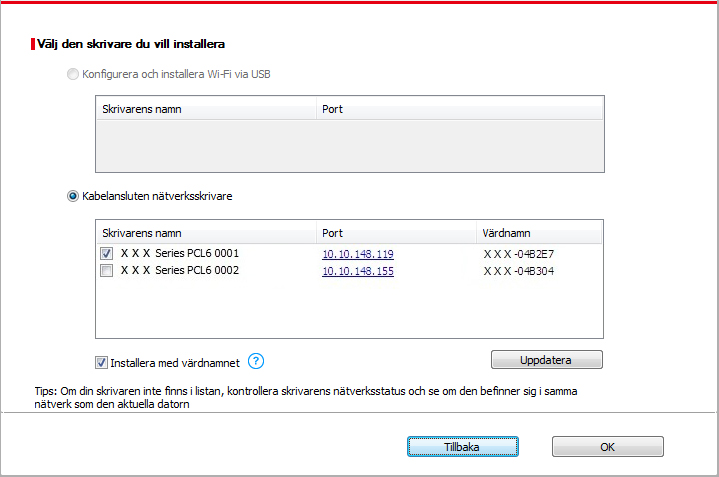 Välj den skrivare du vill installera
Konfigurera och installera Wi-Fi via USB
Skrivarens namn Port
Kabelansluten nätverksskrivare
Skrivarens namn Port Värdnamn
X X X Series PCL6 0001 10.10.148.119 X X X -04B2E7
X X X Series PCL6 0002 10.10.148.155 X X X -04B304
Installera med värdnamnet ?
Uppdatera
Tips: Om din skrivaren inte finns i listan, kontrollera skrivarens nätverksstatus och se om den befinner sig i samma
nätverk som den aktuella datorn
Tillbaka OK